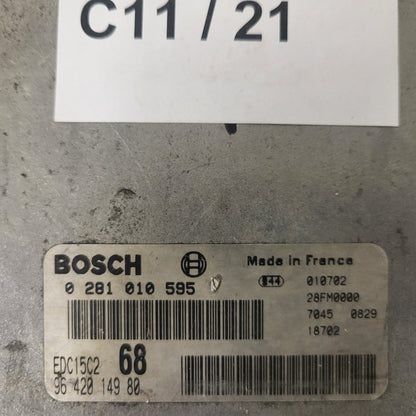 C11 / 21
BOSCH Made in France
0 281 010 595 944 010702
28FM0000
7045 0829
18702
EDC15C2 68
96 420 149 80